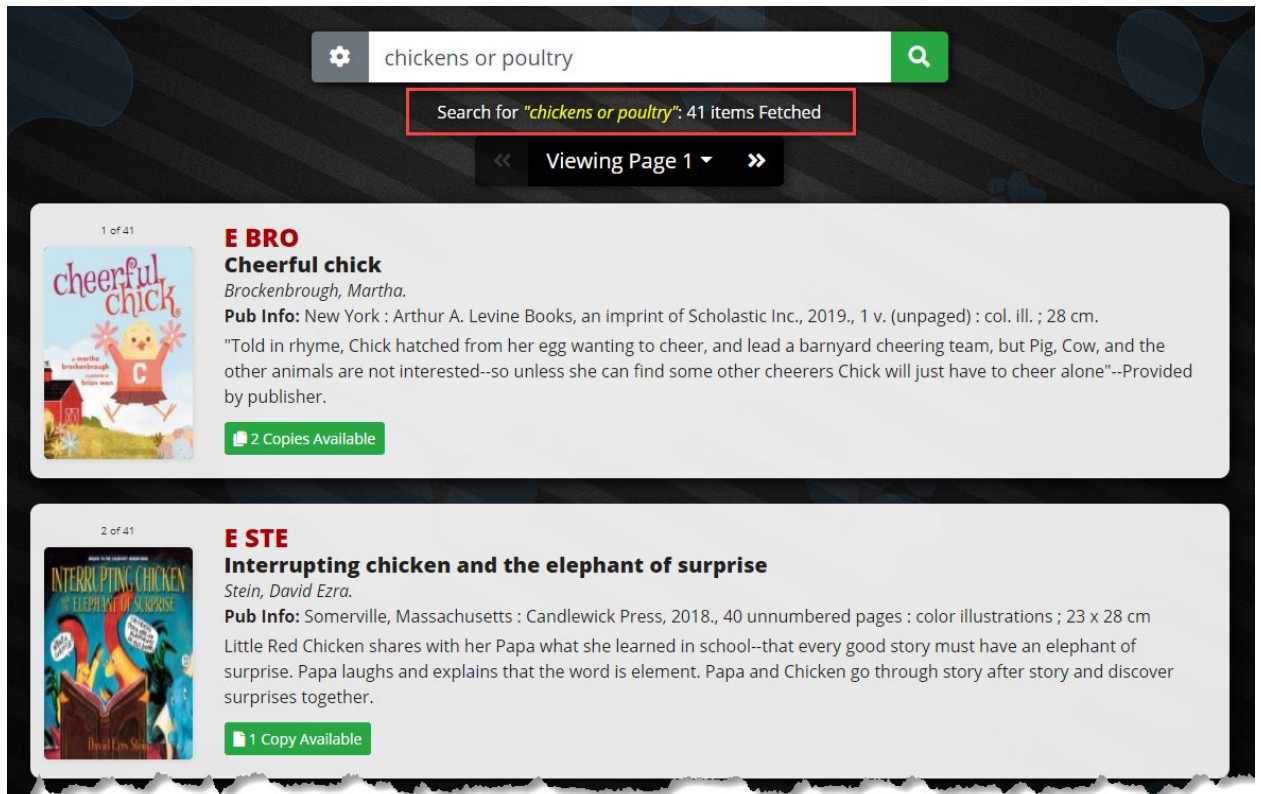 chickens or poultry
Search for "chickens or poultry": 41 items Fetched
« Viewing Page 1 »
1 of 41
cheerful
chick
martha
brockenbrough
brian won
C
E BRO
Cheerful chick
Brockenbrough, Martha.
Pub Info: New York : Arthur A. Levine Books, an imprint of Scholastic Inc., 2019., 1 v. (unpaged) : col. ill. ; 28 cm.
"Told in rhyme, Chick hatched from her egg wanting to cheer, and lead a barnyard cheering team, but Pig, Cow, and the
other animals are not interested--so unless she can find some other cheerers Chick will just have to cheer alone"--Provided
by publisher.
2 Copies Available
2 of 41
INTERRUPTING CHICKEN
AND THE ELEPHANT OF SURPRISE
David Ezra Stein
E STE
Interrupting chicken and the elephant of surprise
Stein, David Ezra.
Pub Info: Somerville, Massachusetts : Candlewick Press, 2018., 40 unnumbered pages : color illustrations ; 23 x 28 cm
Little Red Chicken shares with her Papa what she learned in school--that every good story must have an elephant of
surprise. Papa laughs and explains that the word is element. Papa and Chicken go through story after story and discover
surprises together.
1 Copy Available